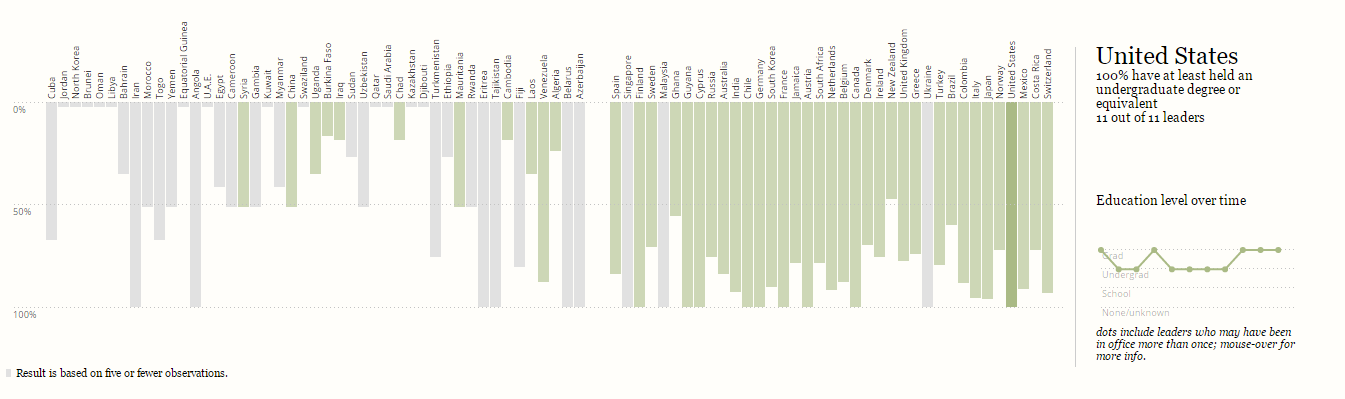 Cuba
Jordan
North Korea
Brunei
Oman
Libya
Bahrain
Iran
Morocco
Togo
Yemen
Equatorial Guinea
Angola
U.A.E.
Egypt
Cameroon
Syria
Gambia
Kuwait
Myanmar
China
Swaziland
Uganda
Burkina Faso
Iraq
Sudan
Uzbekistan
Qatar
Saudi Arabia
Chad
Kazakhstan
Djibouti
Turkmenistan
Ethiopia
Mauritania
Rwanda
Eritrea
Tajikistan
Cambodia
Fiji
Laos
Venezuela
Algeria
Belarus
Azerbaijan
Spain
Singapore
Finland
Sweden
Malaysia
Ghana
Guyana
Cyprus
Russia
Australia
India
Chile
Germany
South Korea
France
Jamaica
Austria
South Africa
Netherlands
Belgium
Canada
Denmark
Ireland
New Zealand
United Kingdom
Greece
Ukraine
Turkey
Brazil
Colombia
Italy
Japan
Norway
United States
Mexico
Costa Rica
Switzerland
0%
50%
100%
Result is based on five or fewer observations.
United States
100% have at least held an
undergraduate degree or
equivalent
11 out of 11 leaders
Education level over time
Grad
Undergrad
School
None/unknown
dots include leaders who may have been
in office more than once; mouse-over for
more info.